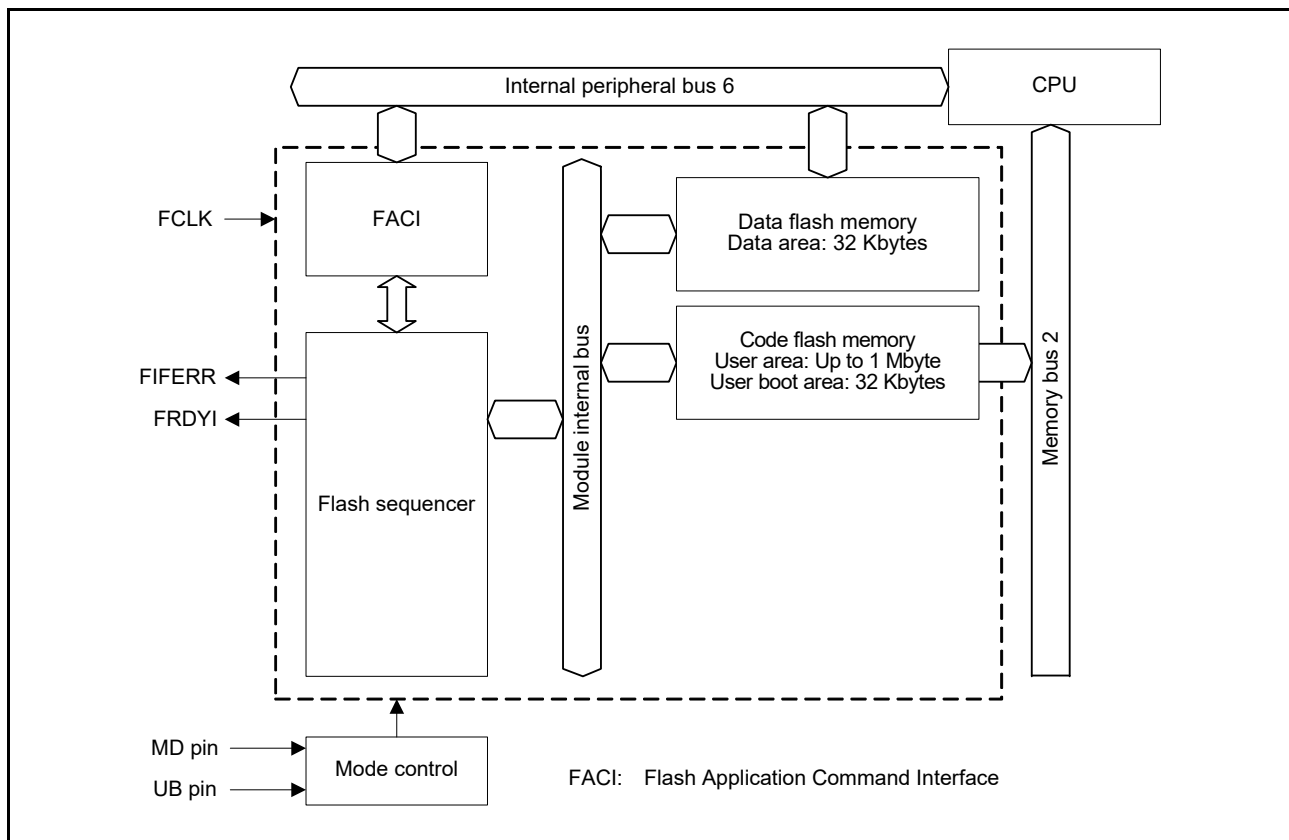 Internal peripheral bus 6
CPU
FCLK
FACI
Data flash memory
Data area: 32 Kbytes
Module internal bus
Code flash memory
User area: Up to 1 Mbyte
User boot area: 32 Kbytes
Memory bus 2
FIFERR
FRDYI
Flash sequencer
MD pin
UB pin
Mode control
FACI: Flash Application Command Interface